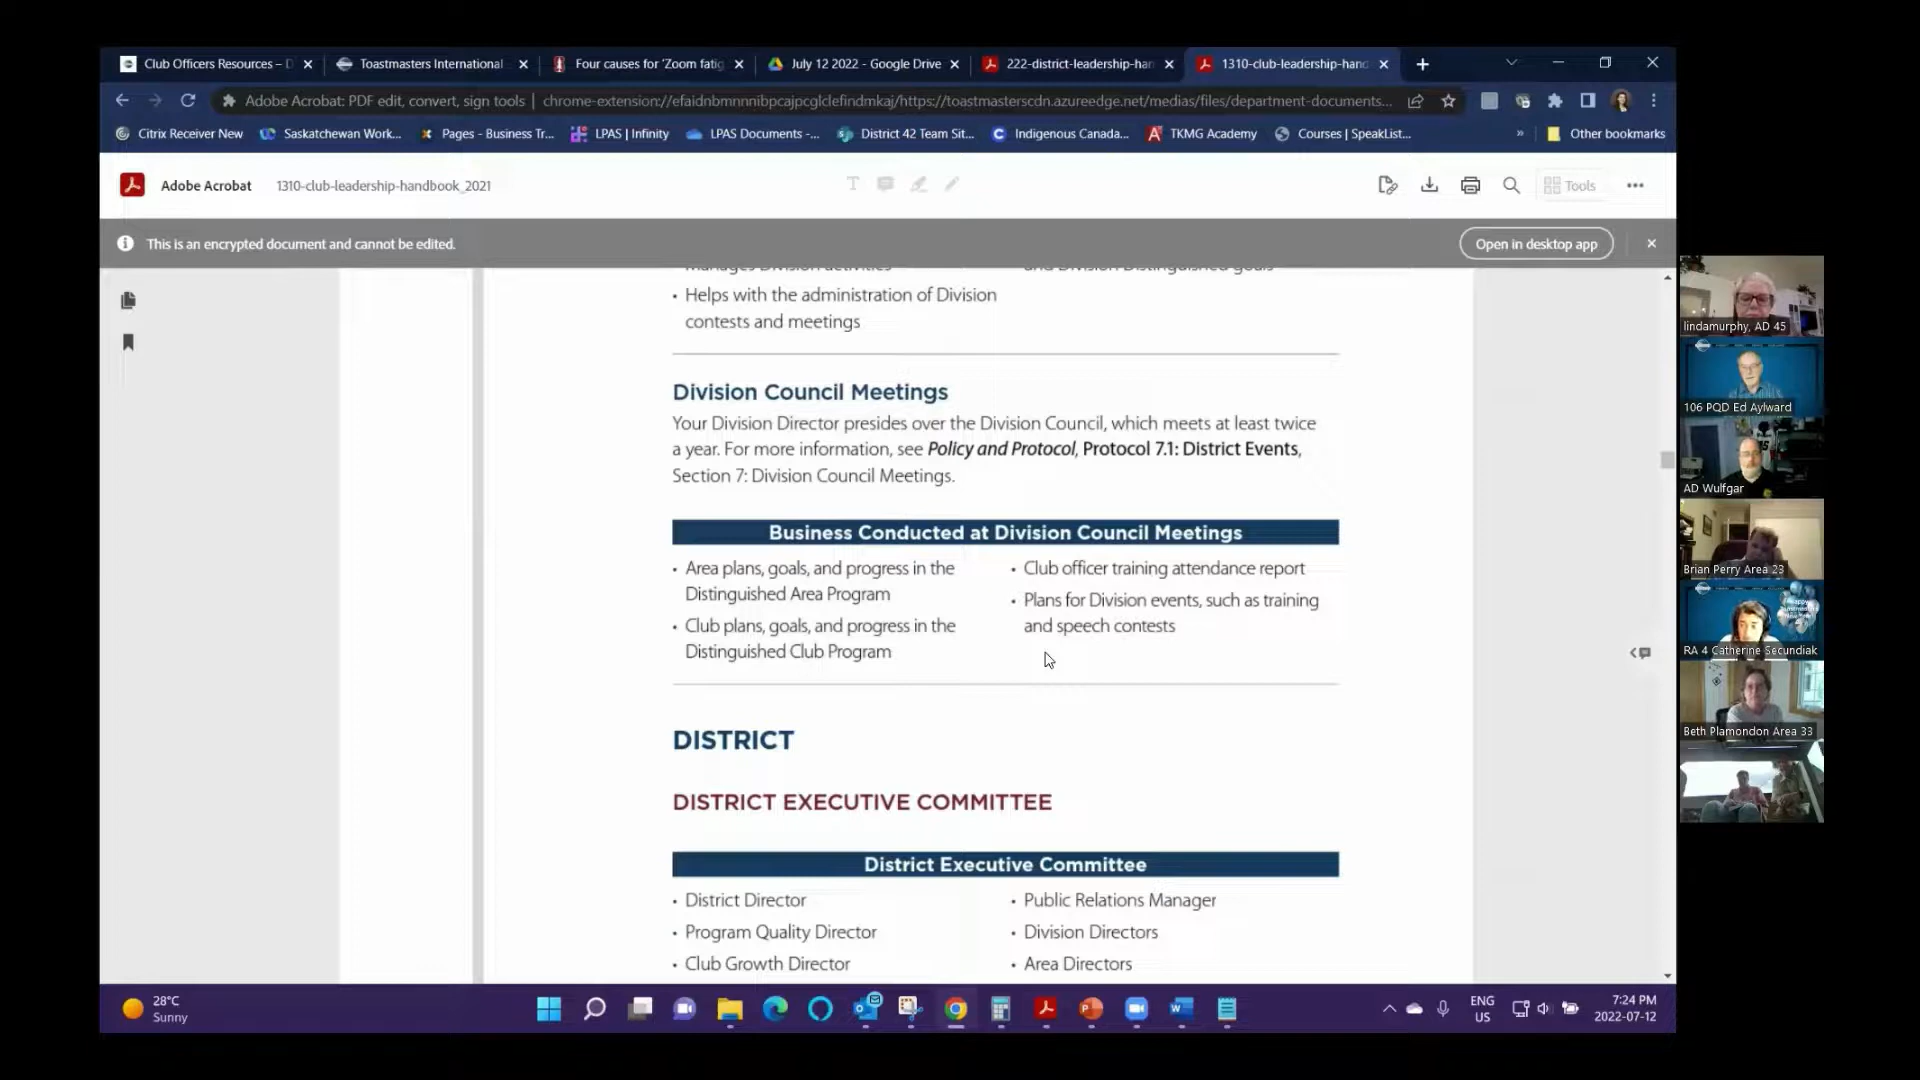 Club Officers Resources – D
Toastmasters International
Four causes for 'Zoom fatig
July 12 2022 - Google Drive
222-district-leadership-han
1310-club-leadership-hand
Adobe Acrobat: PDF edit, convert, sign tools | chrome-extension://efaidnbmnnnibpcajpcglclefindmkaj/https://toastmasterscdn.azureedge.net/medias/files/department-documents...
Citrix Receiver New
Saskatchewan Work...
Pages - Business Tr...
LPAS | Infinity
LPAS Documents -...
District 42 Team Sit...
Indigenous Canada...
TKMG Academy
Courses | SpeakList...
»
Other bookmarks
Adobe Acrobat
1310-club-leadership-handbook_2021
Tools
This is an encrypted document and cannot be edited.
Open in desktop app
manages Division activities
and Division Distinguished goals
• Helps with the administration of Division
contests and meetings
Division Council Meetings
Your Division Director presides over the Division Council, which meets at least twice
a year. For more information, see Policy and Protocol, Protocol 7.1: District Events,
Section 7: Division Council Meetings.
Business Conducted at Division Council Meetings
• Area plans, goals, and progress in the
Distinguished Area Program
• Club plans, goals, and progress in the
Distinguished Club Program
• Club officer training attendance report
• Plans for Division events, such as training
and speech contests
DISTRICT
DISTRICT EXECUTIVE COMMITTEE
District Executive Committee
• District Director
• Program Quality Director
• Club Growth Director
• Public Relations Manager
• Division Directors
• Area Directors
lindamurphy, AD 45
106 PQD Ed Aylward
AD Wulfgar
Brian Perry Area 23
RA 4 Catherine Secundiak
Beth Plamondon Area 33
28°C
Sunny
ENG
US
7:24 PM
2022-07-12